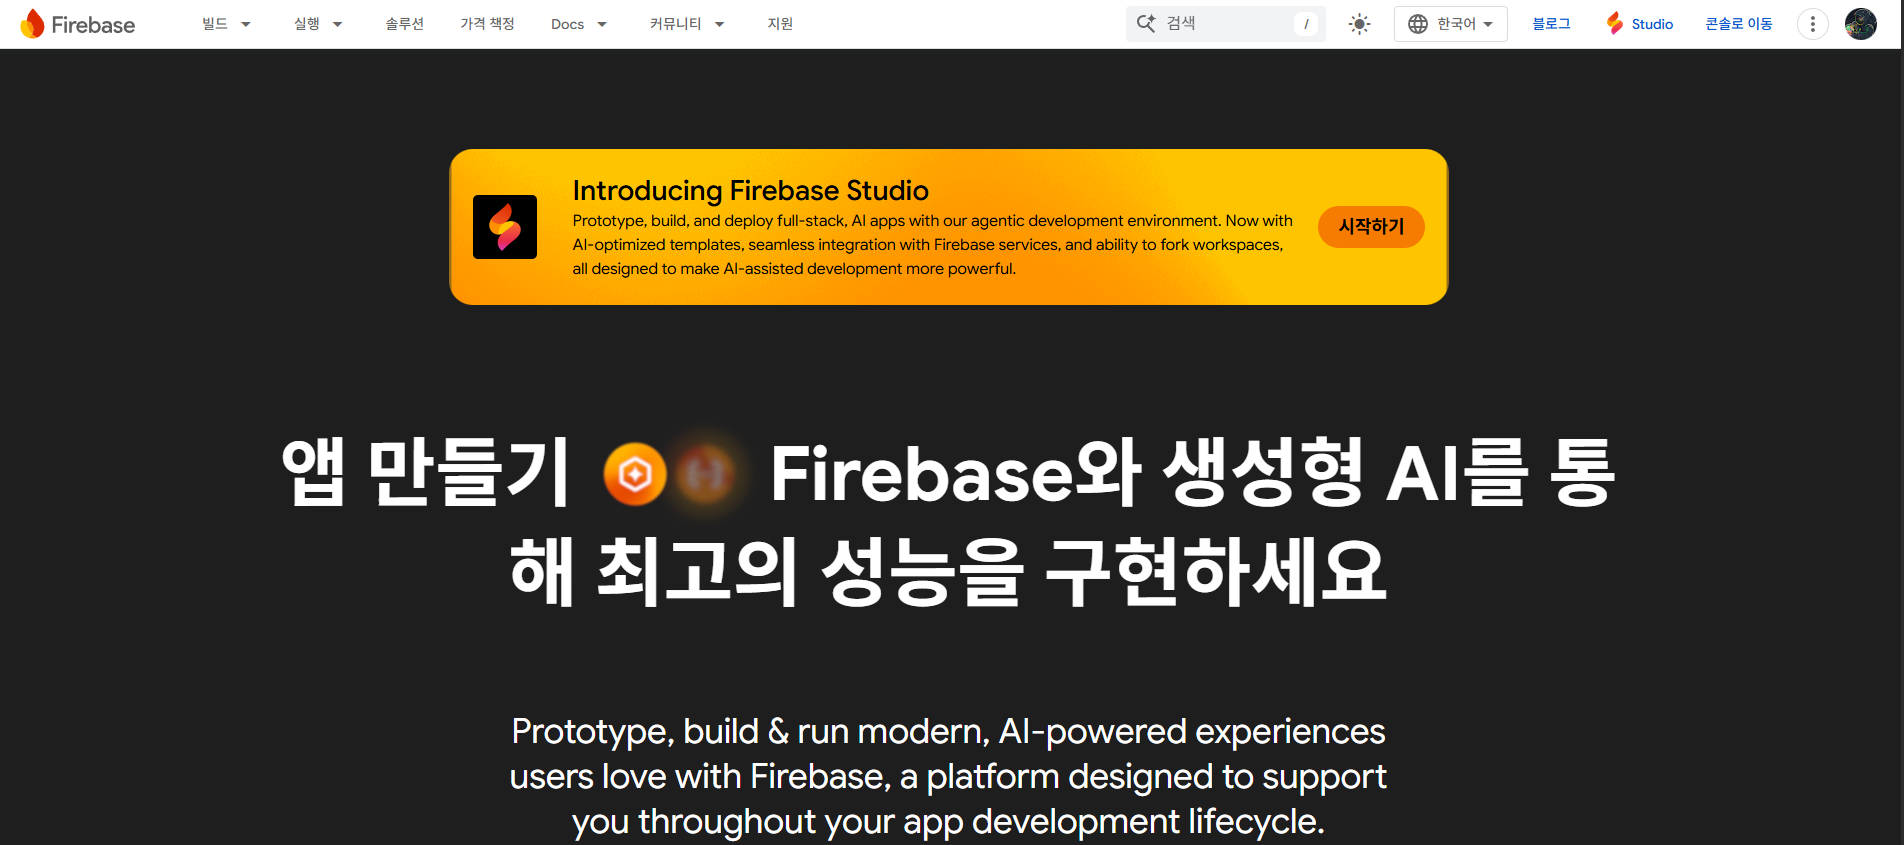 Firebase
빌드
실행
솔루션
가격 책정
Docs
커뮤니티
지원
검색
/
한국어
블로그
Studio
콘솔로 이동
Introducing Firebase Studio
Prototype, build, and deploy full-stack, AI apps with our agentic development environment. Now with
AI-optimized templates, seamless integration with Firebase services, and ability to fork workspaces,
all designed to make AI-assisted development more powerful.
시작하기
앱 만들기 Firebase와 생성형 AI를 통
해 최고의 성능을 구현하세요
Prototype, build & run modern, AI-powered experiences
users love with Firebase, a platform designed to support
you throughout your app development lifecycle.